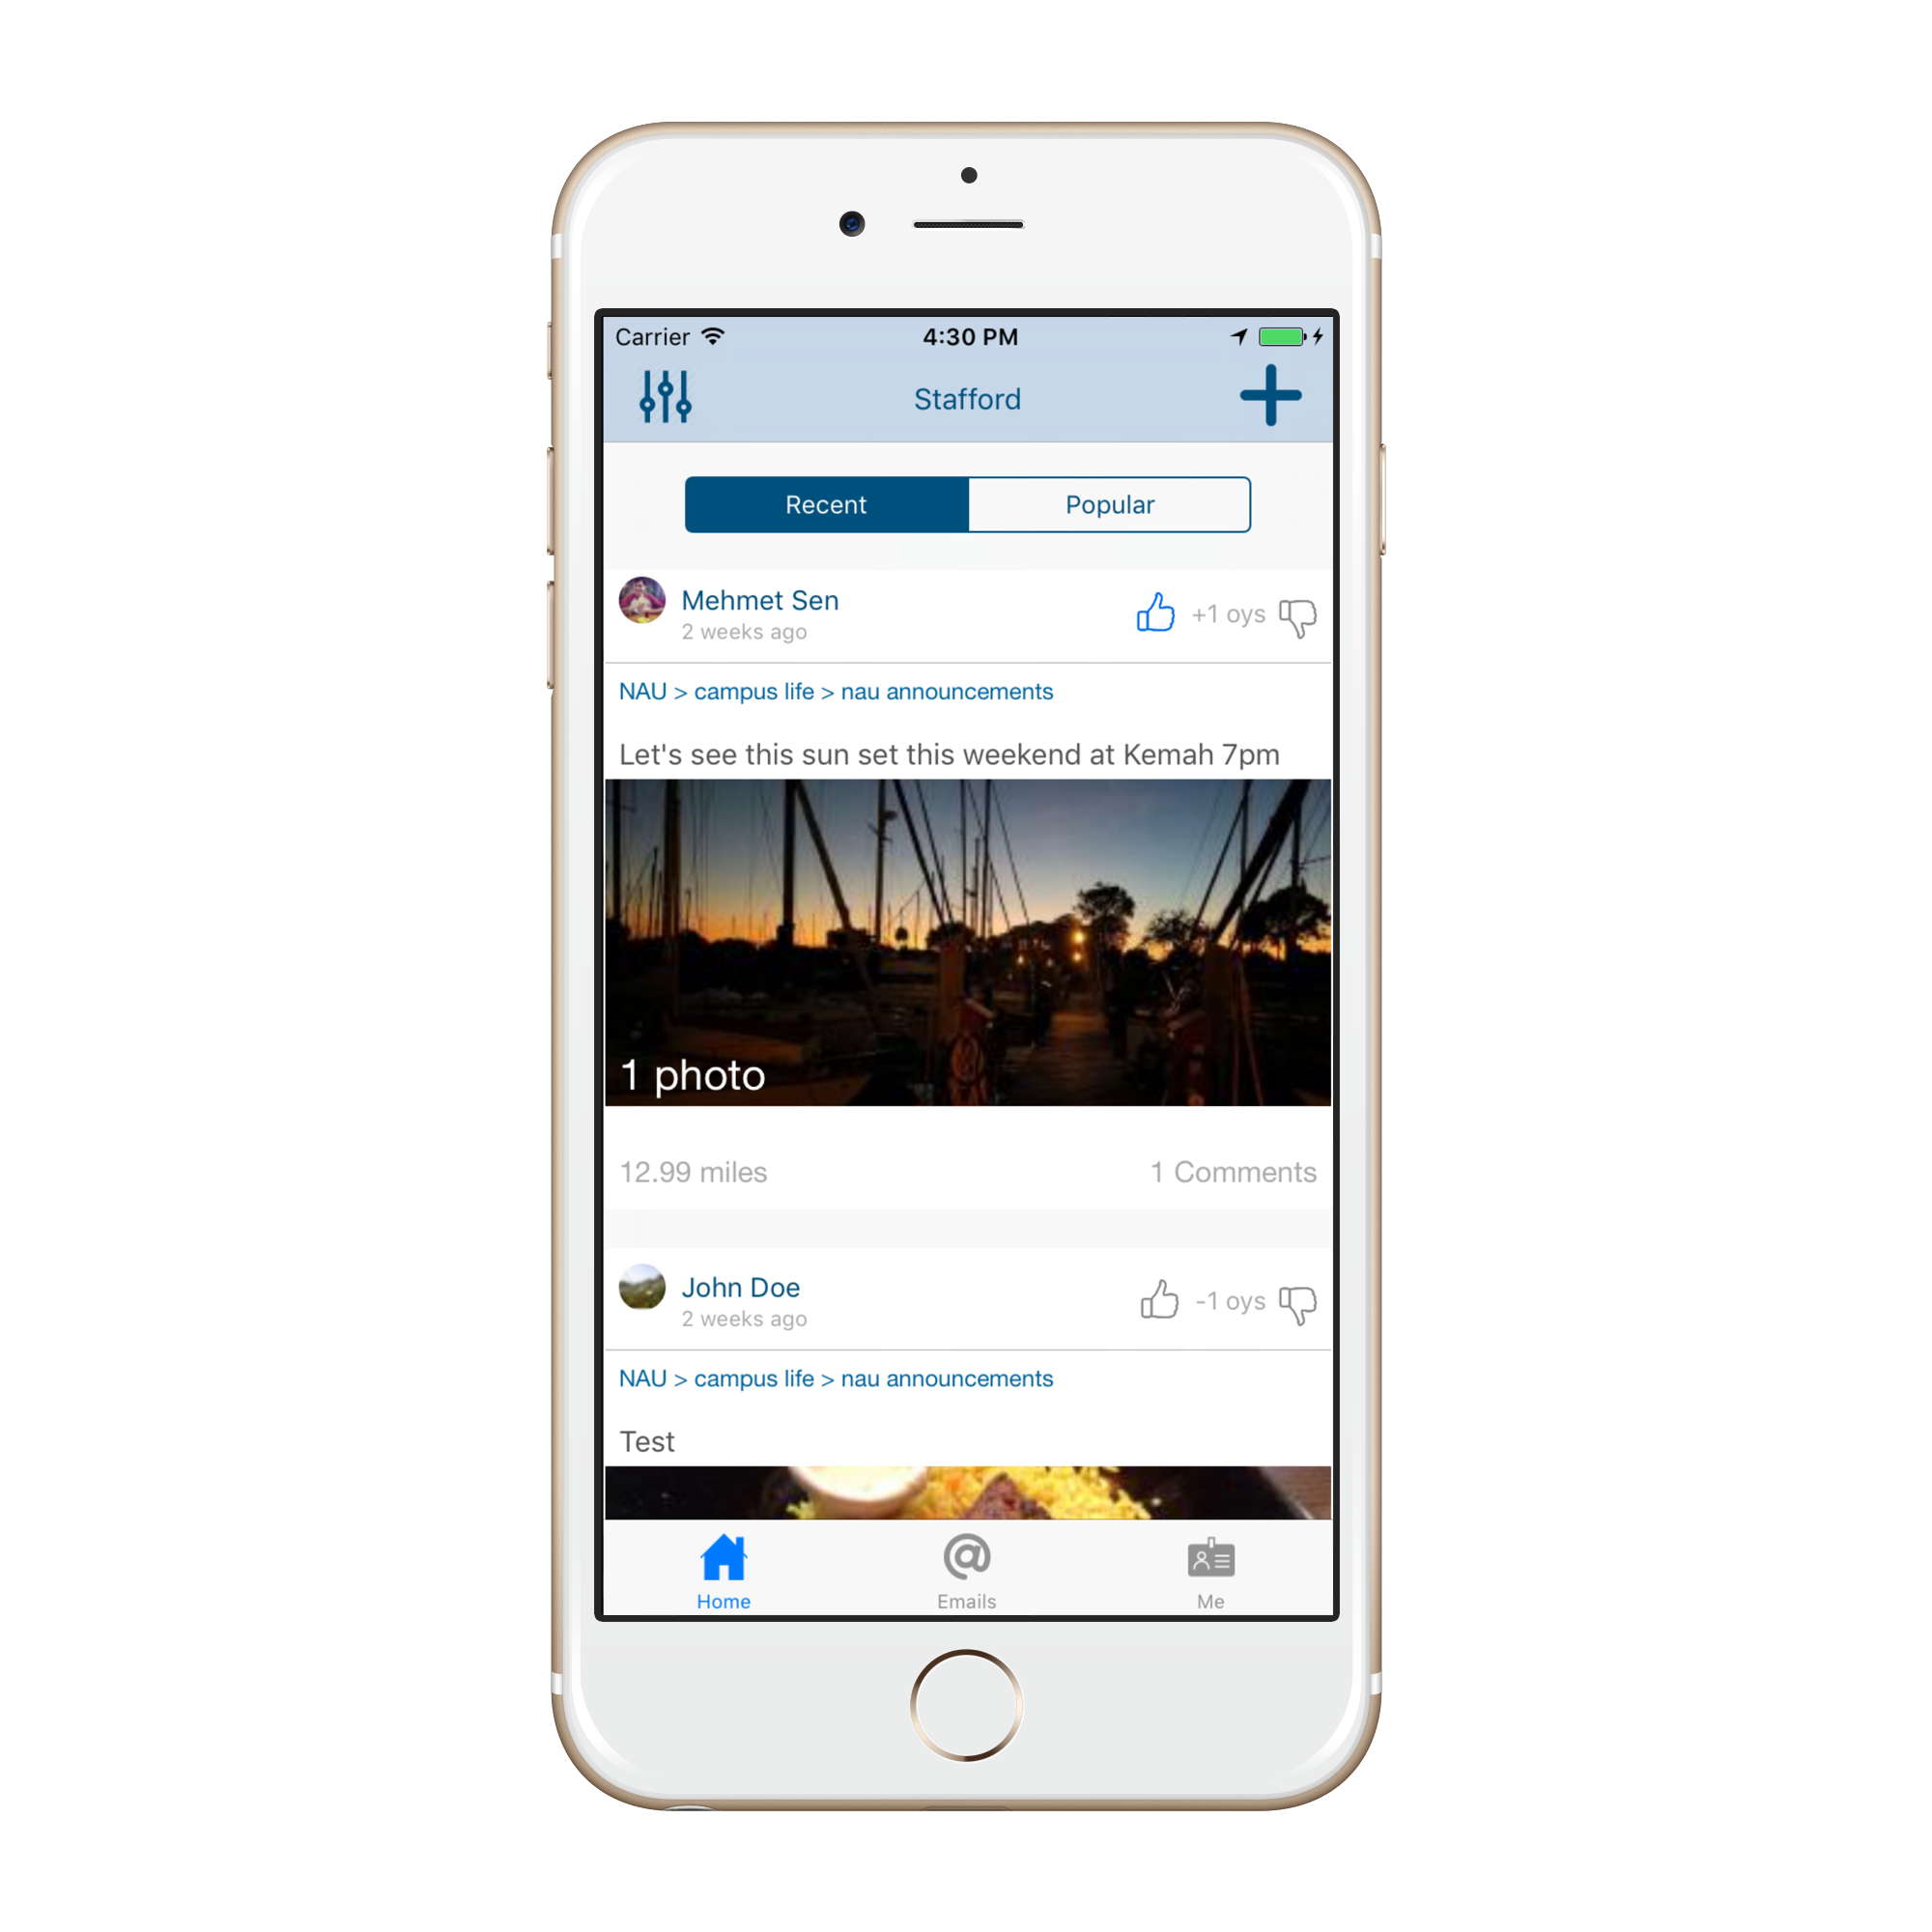 Carrier 4:30 PM
Stafford
Recent Popular
Mehmet Sen
2 weeks ago
+1 oys
NAU > campus life > nau announcements
Let's see this sun set this weekend at Kemah 7pm
1 photo
12.99 miles 1 Comments
John Doe
2 weeks ago
-1 oys
NAU > campus life > nau announcements
Test
Home Emails Me